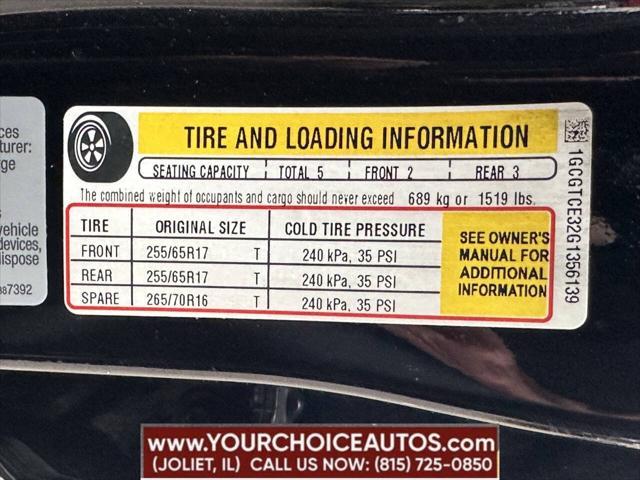 ces
turer:
rge
s
vehicle
devices,
dispose
387392
TIRE AND LOADING INFORMATION
SEATING CAPACITY TOTAL 5 FRONT 2 REAR 3
The combined weight of occupants and cargo should never exceed 689 kg or 1519 lbs.
TIRE ORIGINAL SIZE COLD TIRE PRESSURE
FRONT 255/65R17 T 240 kPa, 35 PSI
REAR 255/65R17 T 240 kPa, 35 PSI
SPARE 265/70R16 T 240 kPa, 35 PSI
SEE OWNER'S
MANUAL FOR
ADDITIONAL
INFORMATION
1GCGTCE32G1356139
WWW.YOURCHOICEAUTOS.COM
(JOLIET, IL) CALL US NOW: (815) 725-0850